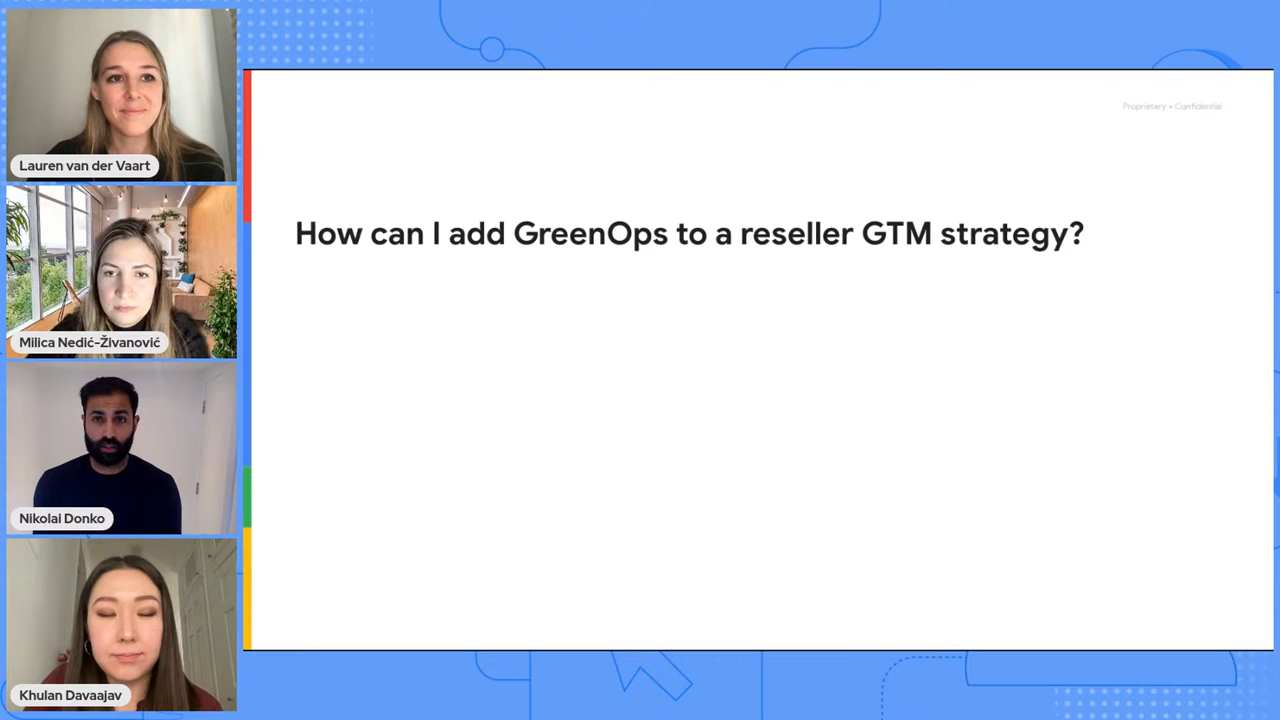 Lauren van der Vaart
Milica Nedić-Živanović
Nikolai Donko
Khulan Davaajav
Proprietary + Confidential
How can I add GreenOps to a reseller GTM strategy?